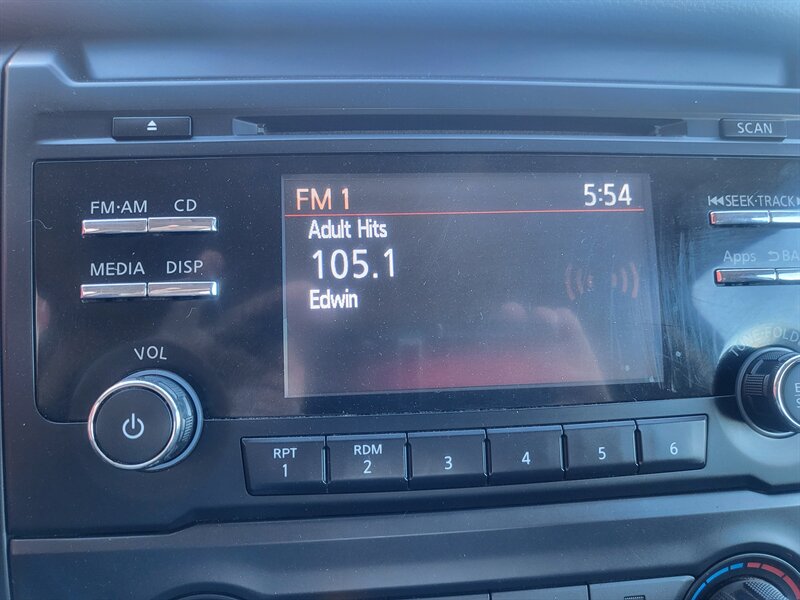 SCAN
FM·AM CD
FM 1 5:54
SEEK·TRACK
Adult Hits
105.1
MEDIA DISP
Apps BA
Edwin
VOL
RPT 1
RDM 2
3
4
5
6